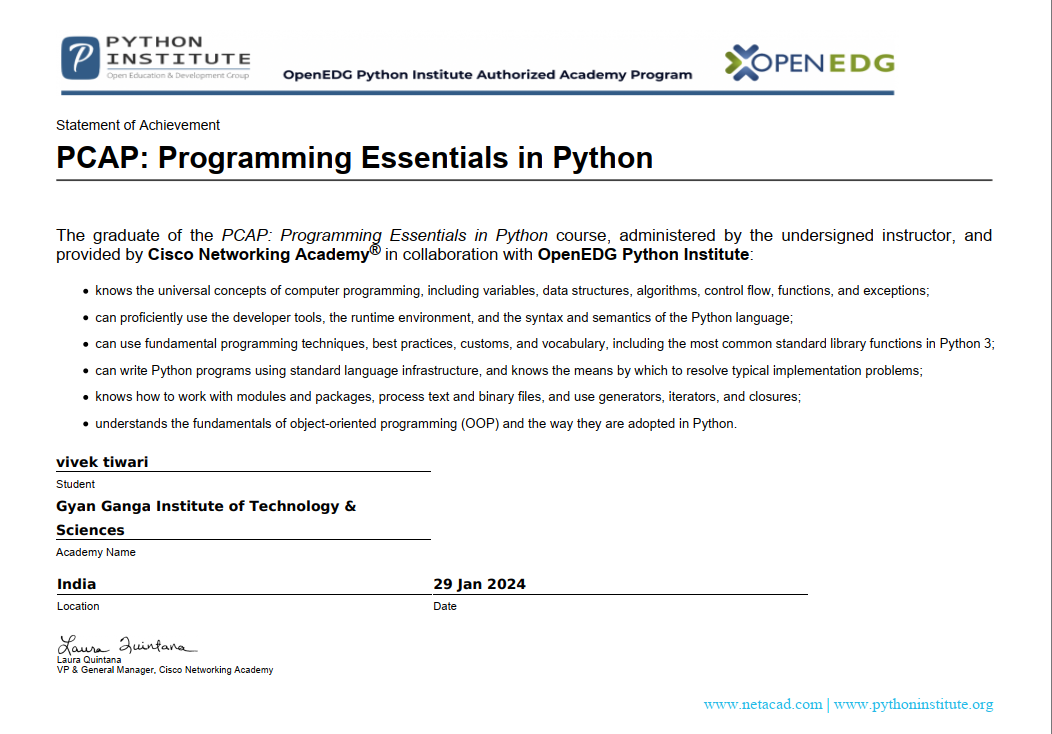 PYTHON
INSTITUTE
Open Education & Development Group
OpenEDG Python Institute Authorized Academy Program
OPENEDG
Statement of Achievement
PCAP: Programming Essentials in Python
The graduate of the PCAP: Programming Essentials in Python course, administered by the undersigned instructor, and
provided by Cisco Networking Academy® in collaboration with OpenEDG Python Institute:
• knows the universal concepts of computer programming, including variables, data structures, algorithms, control flow, functions, and exceptions;
• can proficiently use the developer tools, the runtime environment, and the syntax and semantics of the Python language;
• can use fundamental programming techniques, best practices, customs, and vocabulary, including the most common standard library functions in Python 3;
• can write Python programs using standard language infrastructure, and knows the means by which to resolve typical implementation problems;
• knows how to work with modules and packages, process text and binary files, and use generators, iterators, and closures;
• understands the fundamentals of object-oriented programming (OOP) and the way they are adopted in Python.
vivek tiwari
Student
Gyan Ganga Institute of Technology &
Sciences
Academy Name
India 29 Jan 2024
Location Date
Laura Quintana
Laura Quintana
VP & General Manager, Cisco Networking Academy
www.netacad.com | www.pythoninstitute.org